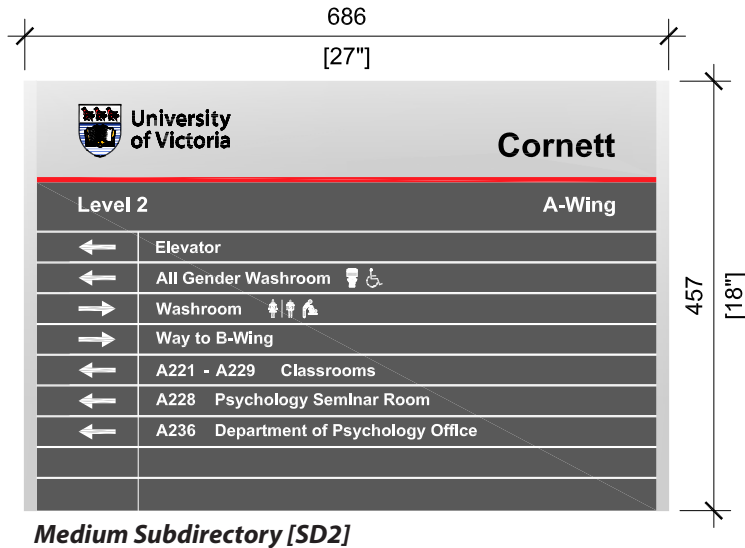 686
[27"]
University
of Victoria
Cornett
Level 2 A-Wing
Elevator
All Gender Washroom
Washroom
Way to B-Wing
A221 - A229 Classrooms
A228 Psychology Seminar Room
A236 Department of Psychology Office
457
[18"]
Medium Subdirectory [SD2]